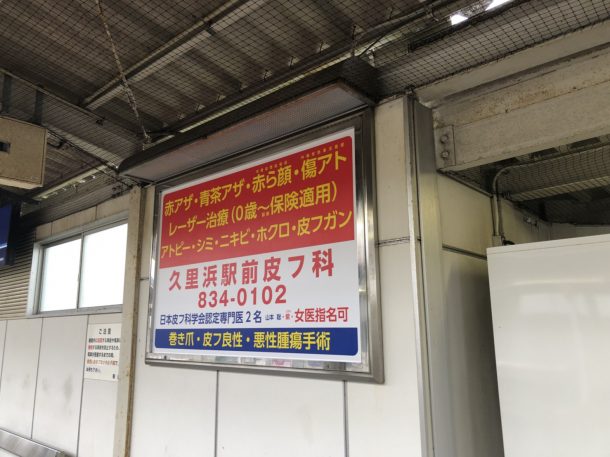 赤アザ・青茶アザ・赤ら顔・傷アト
レーザー治療(0歳〜保険適用)
アトピー・シミ・ニキビ・ホクロ・皮フガン
久里浜駅前皮フ科
834-0102
日本皮フ科学会認定専門医2名 女医指名可
巻き爪・皮フ良性・悪性腫瘍手術
ご注意